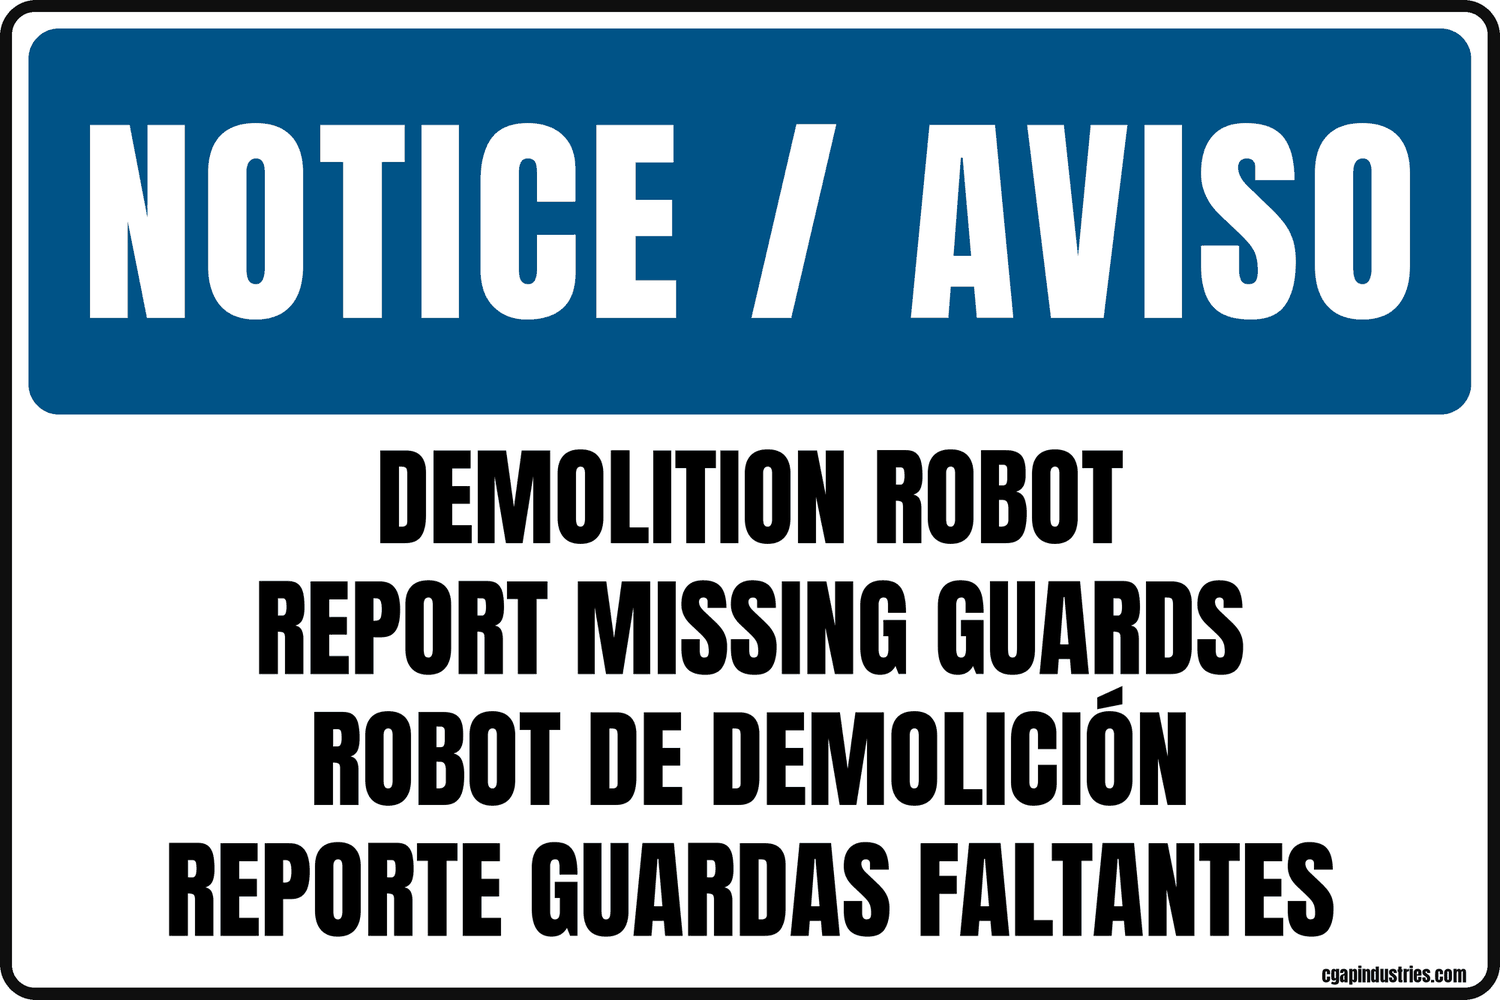 NOTICE / AVISO
DEMOLITION ROBOT
REPORT MISSING GUARDS
ROBOT DE DEMOLICIÓN
REPORTE GUARDAS FALTANTES
cgapindustries.com